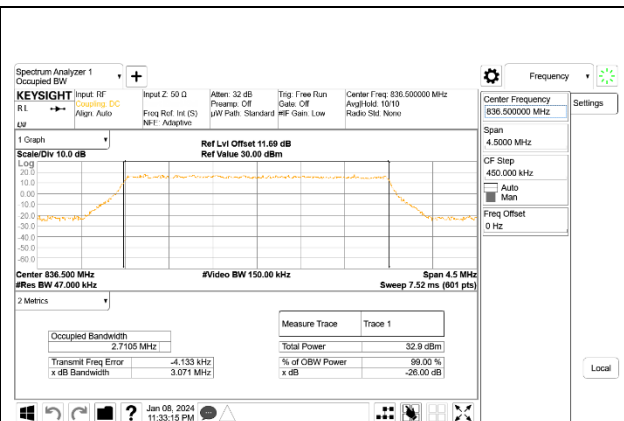 Spectrum Analyzer 1
Occupied BW
Frequency
KEYSIGHT
Input: RF
Coupling: DC
Align: Auto
Input Z: 50 Ω
Freq Ref: Int (S)
NFE: Adaptive
Atten: 32 dB
Preamp: Off
µW Path: Standard
Trig: Free Run
Gate: Off
#IF Gain: Low
Center Freq: 836.500000 MHz
Avg|Hold: 10/10
Radio Std: None
Center Frequency
836.500000 MHz
Settings
Span
4.5000 MHz
CF Step
450.000 kHz
Auto
Man
Freq Offset
0 Hz
1 Graph
Scale/Div 10.0 dB
Ref Lvl Offset 11.69 dB
Ref Value 30.00 dBm
Log
20.0
10.0
0.00
-10.0
-20.0
-30.0
-40.0
-50.0
-60.0
Center 836.500 MHz
#Video BW 150.00 kHz
Span 4.5 MHz
#Res BW 47.000 kHz
Sweep 7.52 ms (601 pts)
2 Metrics
Measure Trace
Trace 1
Occupied Bandwidth
2.7105 MHz
Total Power
32.9 dBm
Transmit Freq Error
-4.133 kHz
% of OBW Power
99.00 %
x dB Bandwidth
3.071 MHz
x dB
-26.00 dB
Local
?
Jan 08, 2024
11:33:15 PM